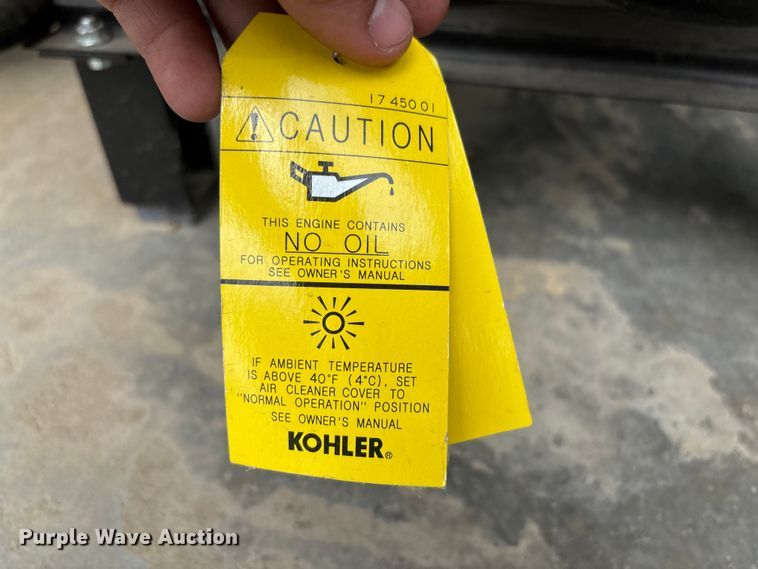 17 450 01
CAUTION
THIS ENGINE CONTAINS
NO OIL
FOR OPERATING INSTRUCTIONS
SEE OWNER'S MANUAL
IF AMBIENT TEMPERATURE
IS ABOVE 40°F (4°C), SET
AIR CLEANER COVER TO
"NORMAL OPERATION" POSITION
SEE OWNER'S MANUAL
KOHLER®
Purple Wave Auction